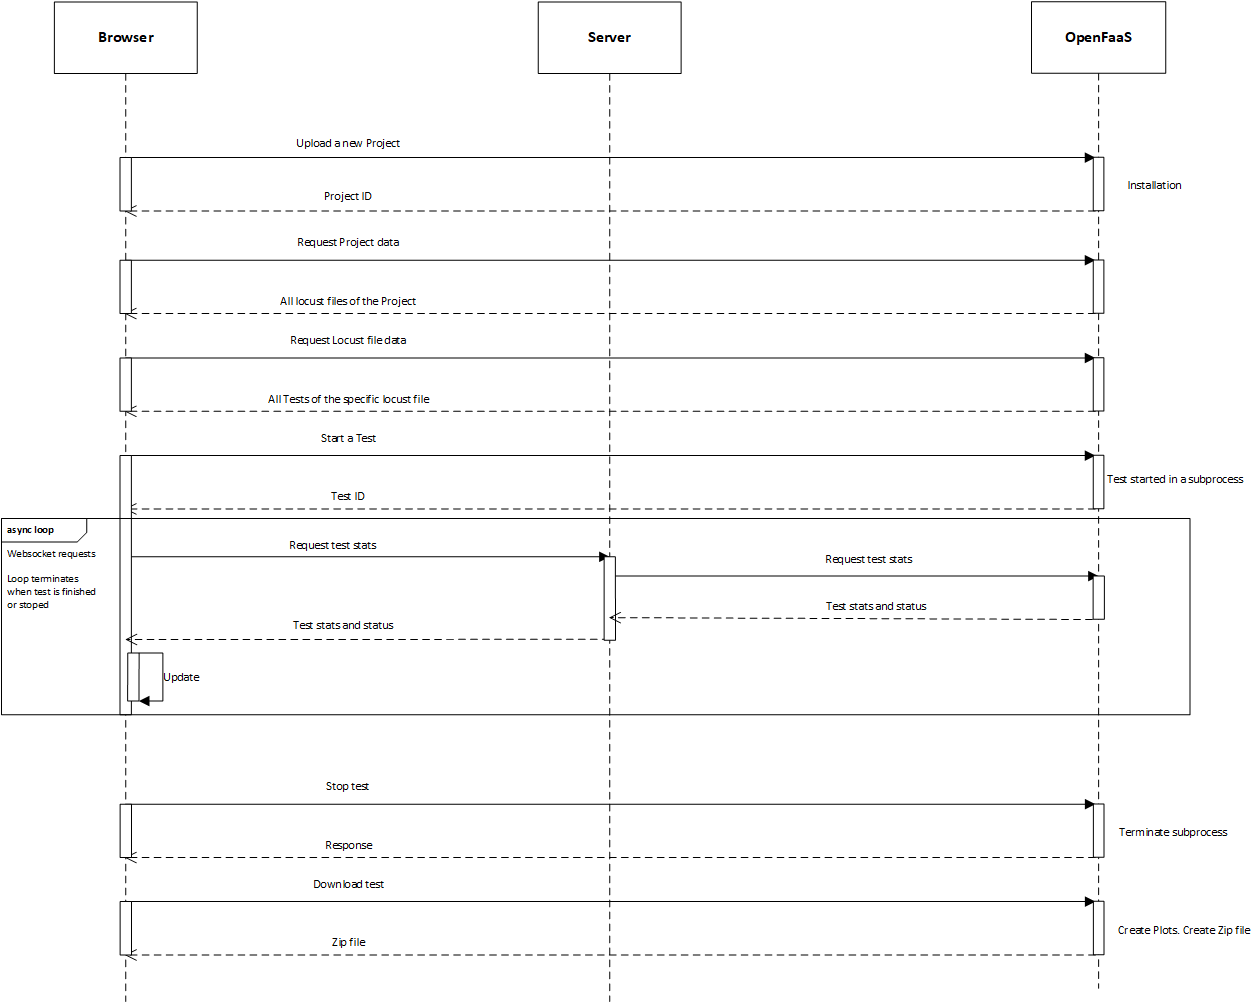 Browser
Server
OpenFaaS
Upload a new Project
Installation
Project ID
Request Project data
All locust files of the Project
Request Locust file data
All Tests of the specific locust file
Start a Test
Test started in a subprocess
Test ID
async loop
Websocket requests
Loop terminates
when test is finished
or stoped
Request test stats
Request test stats
Test stats and status
Test stats and status
Update
Stop test
Terminate subprocess
Response
Download test
Create Plots. Create Zip file
Zip file